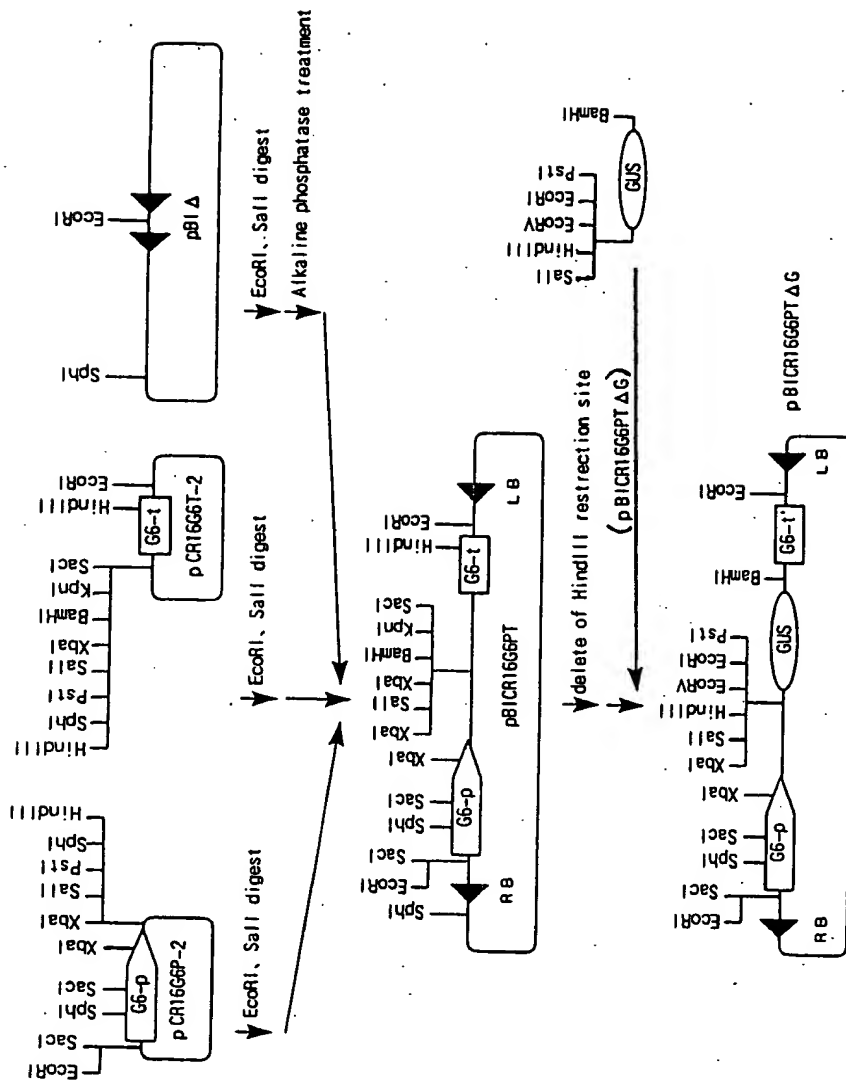 EcoRI
SacI
SphI
SacI
XbaI
XbaI
SalI
PstI
SphI
HindIII
G6-p
pCR16G6P-2
HindIII
SphI
PstI
SalI
XbaI
BamHI
KpnI
SacI
HindIII
EcoRI
G6-t
pCR16G6T-2
SphI
EcoRI
pBIΔ
EcoRI、SalI digest
EcoRI、SalI digest
EcoRI、SalI digest
Alkaline phosphatase treatment
SphI
EcoRI
SacI
SphI
SacI
XbaI
XbaI
SalI
XbaI
BamHI
KpnI
SacI
HindIII
EcoRI
RB
G6-p
G6-t
LB
pBICR16G6PT
SalI
HindIII
EcoRV
EcoRI
PstI
BamHI
GUS
delete of HindIII restrection site
(pBICR16G6PTΔG)
EcoRI
SacI
SphI
SacI
XbaI
XbaI
SalI
HindIII
EcoRV
EcoRI
PstI
BamHI
EcoRI
RB
G6-p
GUS
G6-t
LB
pBICR16G6PTΔG